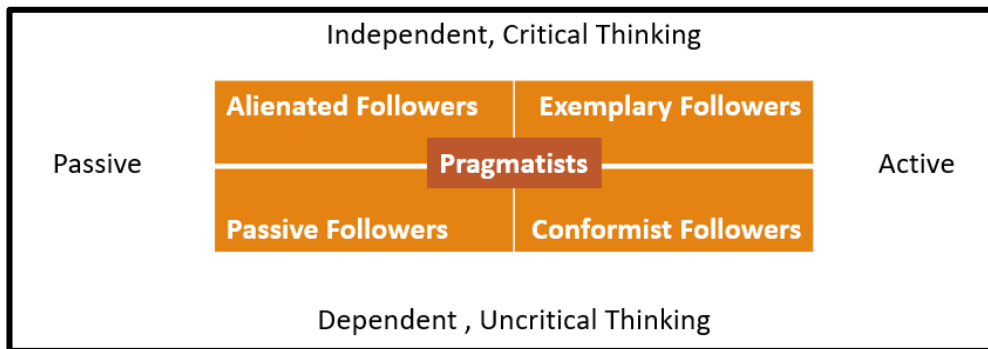 Independent, Critical Thinking
Alienated Followers
Exemplary Followers
Passive
Pragmatists
Active
Passive Followers
Conformist Followers
Dependent , Uncritical Thinking